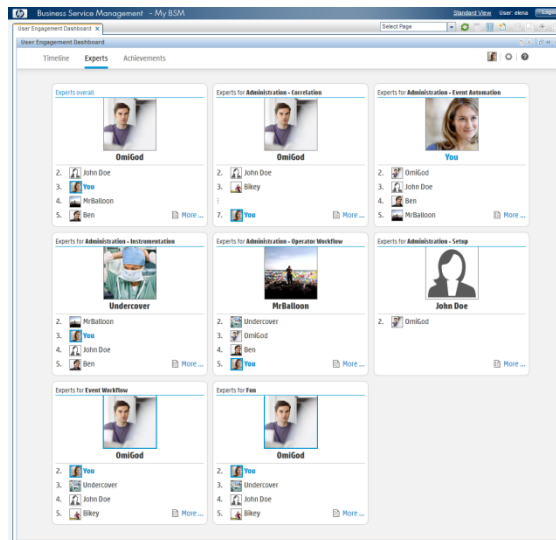 hp Business Service Management - My BSM
Standard View User: elena
User Engagement Dashboard X
Select Page
User Engagement Dashboard
Timeline Experts Achievements
Experts overall
OmiGod
2. John Doe
3. You
4. MrBalloon
5. Ben
More ...
Experts for Administration - Correlation
OmiGod
2. John Doe
3. Bikey
7. You
More ...
Experts for Administration - Event Automation
You
2. OmiGod
3. John Doe
4. Ben
5. MrBalloon
More ...
Experts for Administration - Instrumentation
Undercover
2. MrBalloon
3. You
4. John Doe
5. Ben
More ...
Experts for Administration - Operator Workflow
MrBalloon
2. Undercover
3. OmiGod
4. Ben
5. You
More ...
Experts for Administration - Setup
John Doe
2. OmiGod
More ...
Experts for Event Workflow
OmiGod
2. You
3. Undercover
4. John Doe
5. Bikey
More ...
Experts for Fun
OmiGod
2. You
3. Undercover
4. John Doe
5. Bikey
More ...